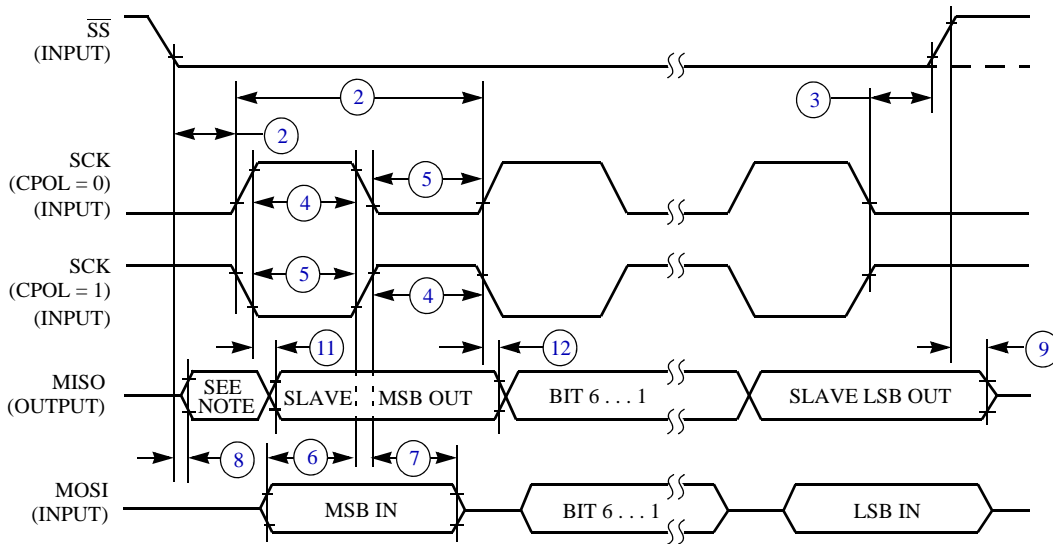 SS
(INPUT)
2
3
2
SCK
(CPOL = 0)
(INPUT)
5
4
SCK
(CPOL = 1)
(INPUT)
5
4
11
12
9
MISO
(OUTPUT)
SEE
NOTE
SLAVE
MSB OUT
BIT 6 . . . 1
SLAVE LSB OUT
8
6
7
MOSI
(INPUT)
MSB IN
BIT 6 . . . 1
LSB IN